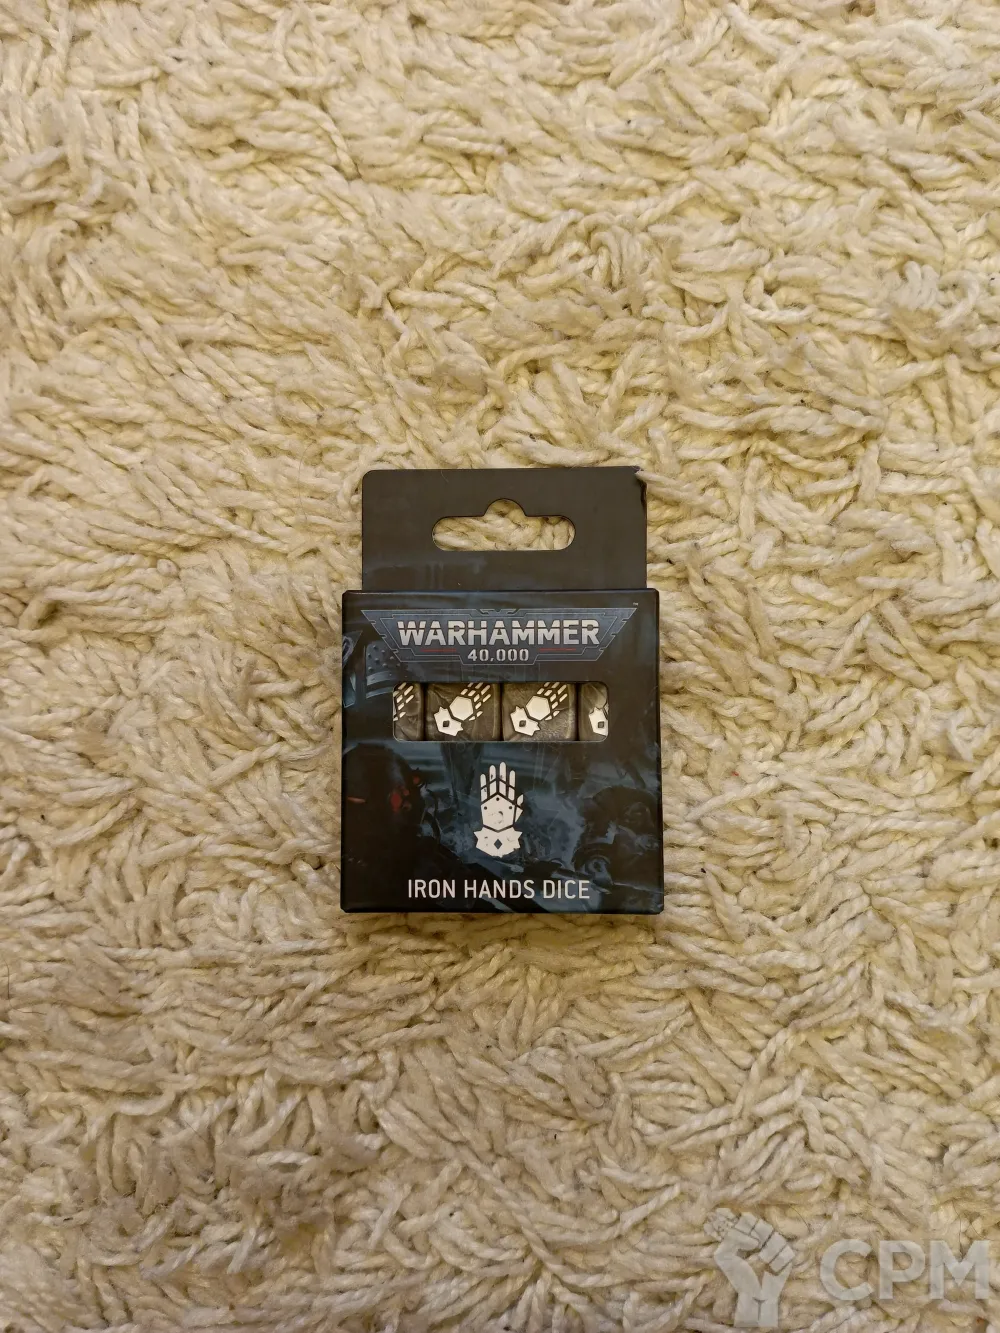 WARHAMMER
40,000
IRON HANDS DICE
CPM